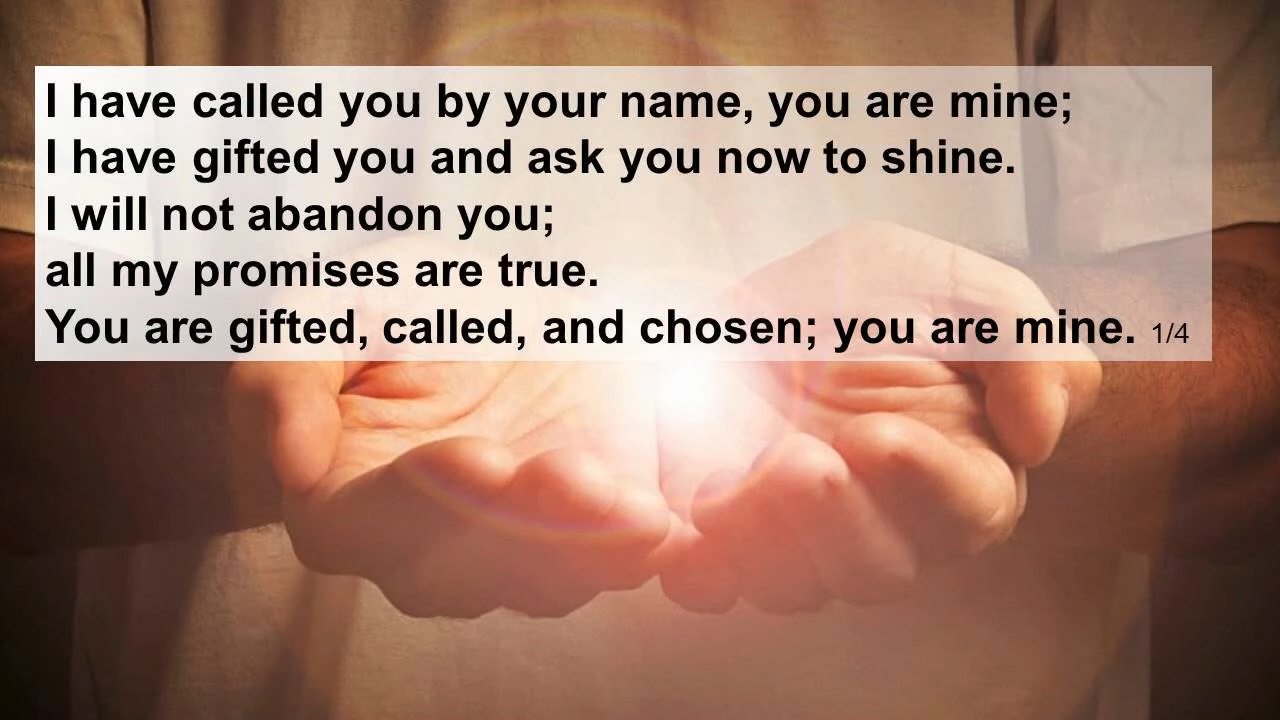 I have called you by your name, you are mine;
I have gifted you and ask you now to shine.
I will not abandon you;
all my promises are true.
You are gifted, called, and chosen; you are mine. 1/4